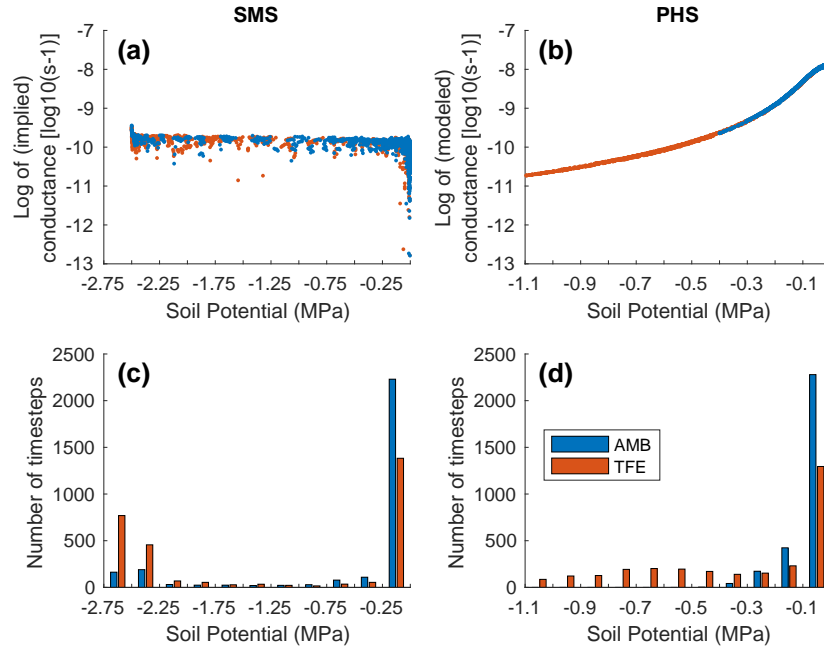 SMS
PHS
(a)
(b)
-7
-8
-9
-10
-11
-12
-13
Log of (implied)
conductance [log10(s-1)]
-2.75 -2.25 -1.75 -1.25 -0.75 -0.25
Soil Potential (MPa)
-7
-8
-9
-10
-11
-12
-13
Log of (modeled)
conductance [log10(s-1)]
-1.1 -0.9 -0.7 -0.5 -0.3 -0.1
Soil Potential (MPa)
(c)
2500
2000
1500
1000
500
0
Number of timesteps
-2.75 -2.25 -1.75 -1.25 -0.75 -0.25
Soil Potential (MPa)
(d)
2500
2000
1500
1000
500
0
Number of timesteps
AMB
TFE
-1.1 -0.9 -0.7 -0.5 -0.3 -0.1
Soil Potential (MPa)